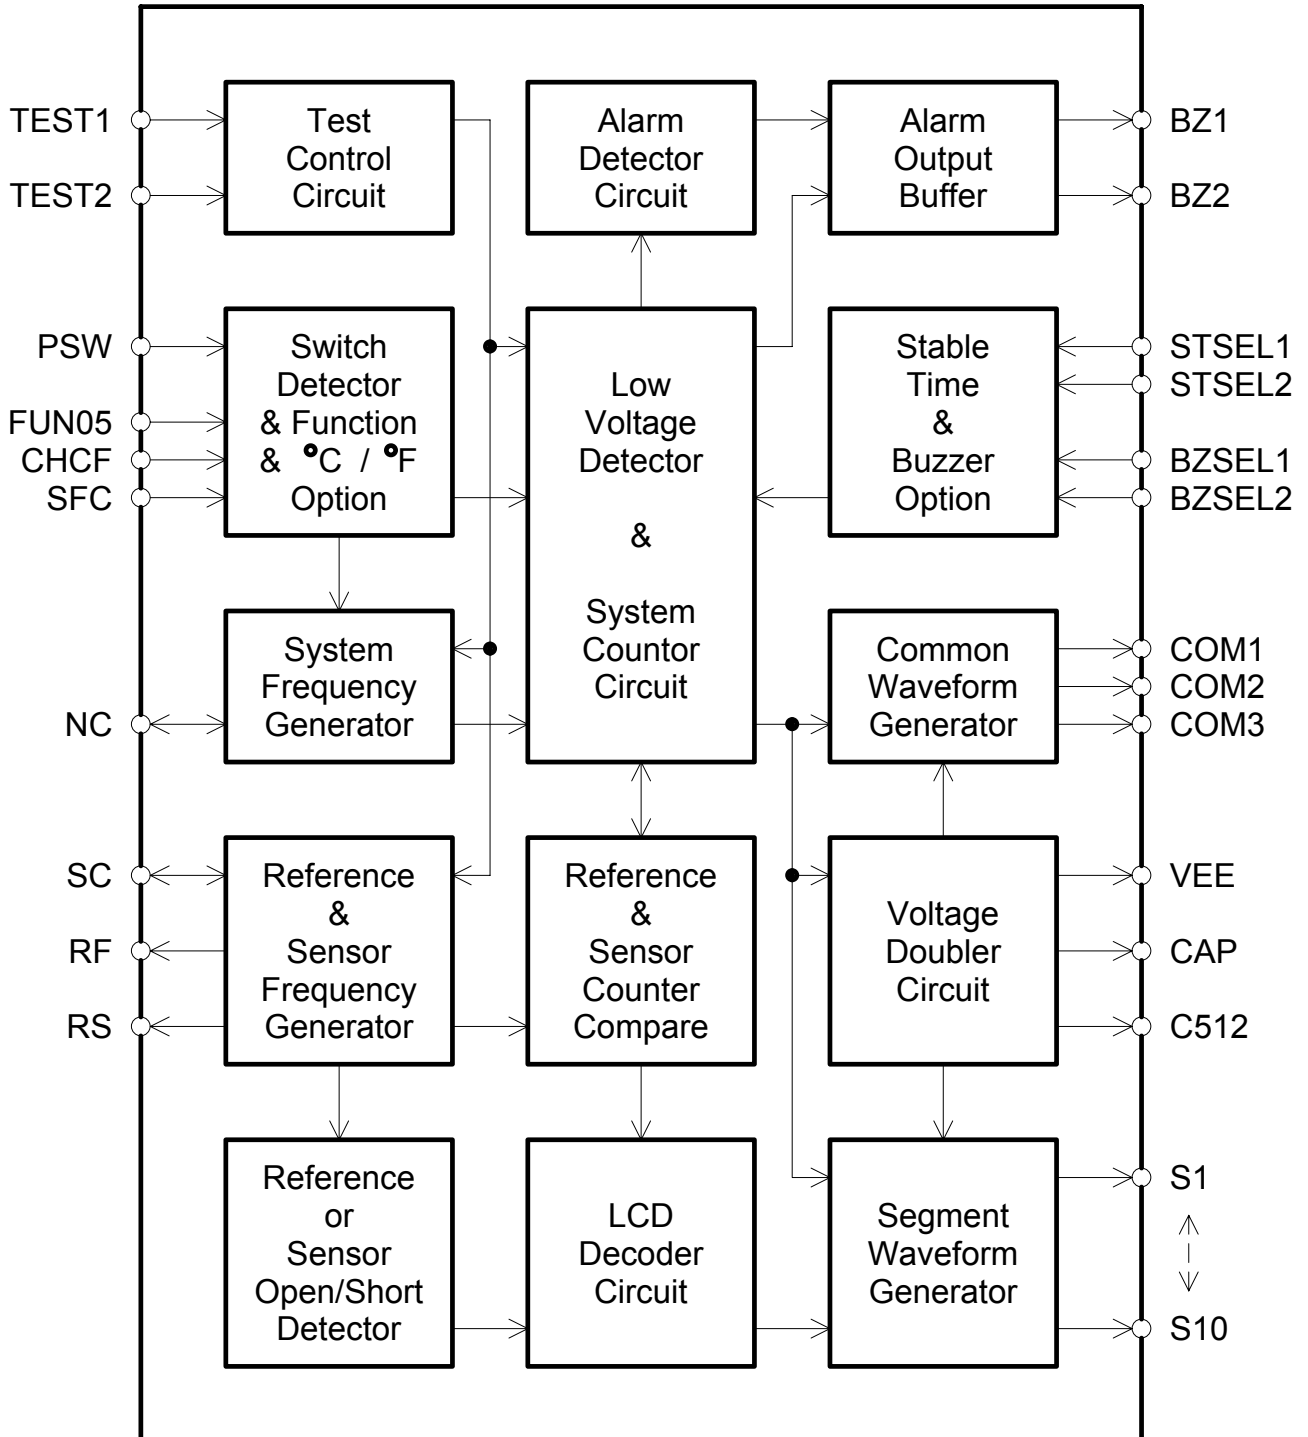 TEST1
TEST2
Test
Control
Circuit
Alarm
Detector
Circuit
Alarm
Output
Buffer
BZ1
BZ2
PSW
FUN05
CHCF
SFC
Switch
Detector
& Function
& °C / °F
Option
Low
Voltage
Detector
&
System
Countor
Circuit
Stable
Time
&
Buzzer
Option
STSEL1
STSEL2
BZSEL1
BZSEL2
NC
System
Frequency
Generator
Common
Waveform
Generator
COM1
COM2
COM3
SC
RF
RS
Reference
&
Sensor
Frequency
Generator
Reference
&
Sensor
Counter
Compare
Voltage
Doubler
Circuit
VEE
CAP
C512
Reference
or
Sensor
Open/Short
Detector
LCD
Decoder
Circuit
Segment
Waveform
Generator
S1
S10